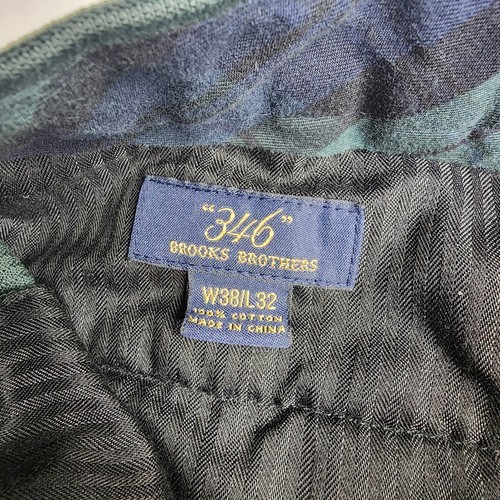 "346"
BROOKS BROTHERS
W38/L32
100% COTTON
MADE IN CHINA